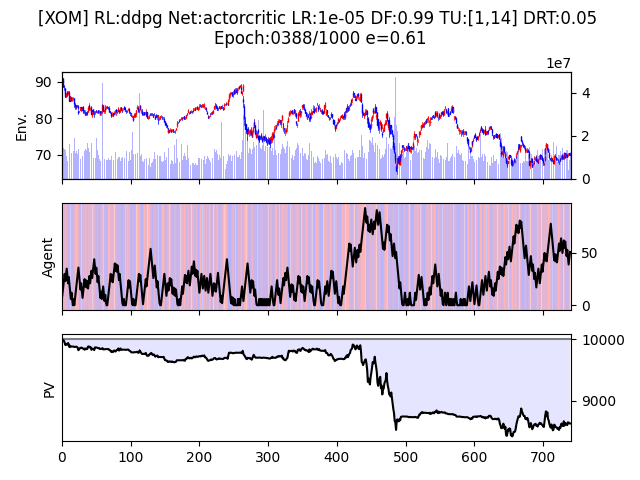 [XOM] RL:ddpg Net:actorcritic LR:1e-05 DF:0.99 TU:[1,14] DRT:0.05
Epoch:0388/1000 e=0.61
1e7
90
80
70
Env.
4
2
0
Agent
50
0
PV
10000
9000
0 100 200 300 400 500 600 700